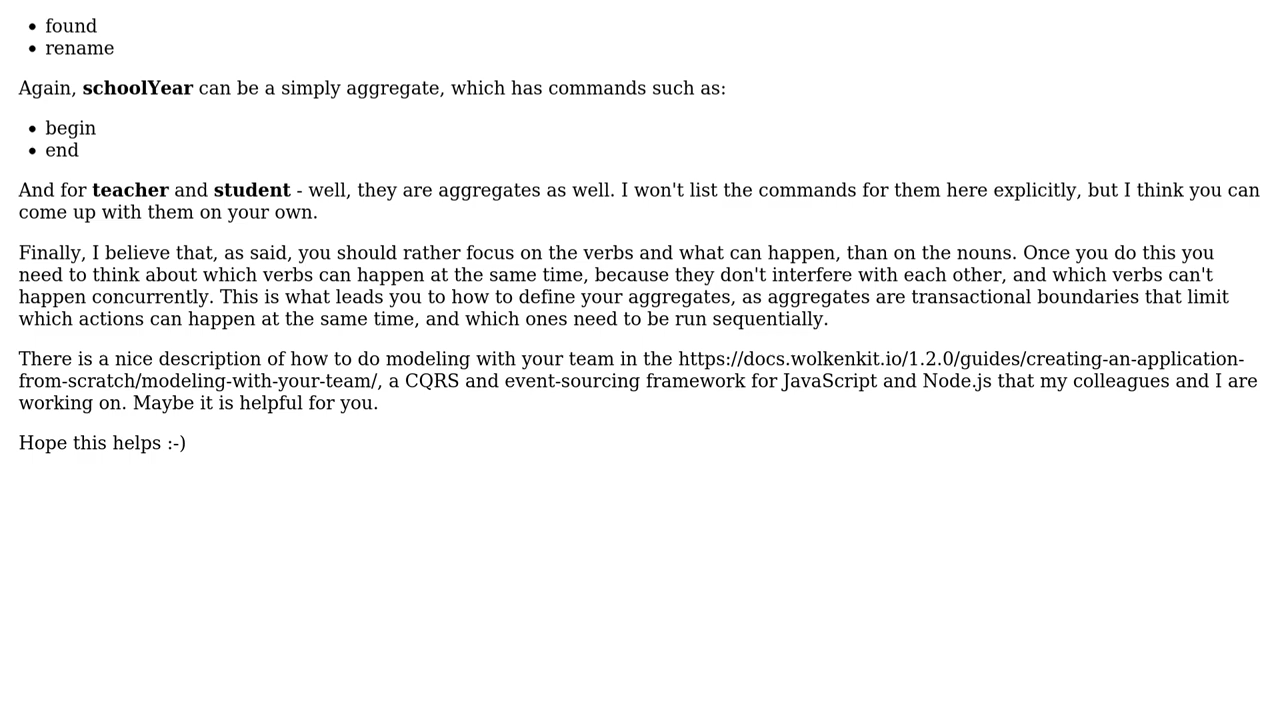 • found
• rename
Again, schoolYear can be a simply aggregate, which has commands such as:
• begin
• end
And for teacher and student - well, they are aggregates as well. I won't list the commands for them here explicitly, but I think you can
come up with them on your own.
Finally, I believe that, as said, you should rather focus on the verbs and what can happen, than on the nouns. Once you do this you
need to think about which verbs can happen at the same time, because they don't interfere with each other, and which verbs can't
happen concurrently. This is what leads you to how to define your aggregates, as aggregates are transactional boundaries that limit
which actions can happen at the same time, and which ones need to be run sequentially.
There is a nice description of how to do modeling with your team in the https://docs.wolkenkit.io/1.2.0/guides/creating-an-application-
from-scratch/modeling-with-your-team/, a CQRS and event-sourcing framework for JavaScript and Node.js that my colleagues and I are
working on. Maybe it is helpful for you.
Hope this helps :-)